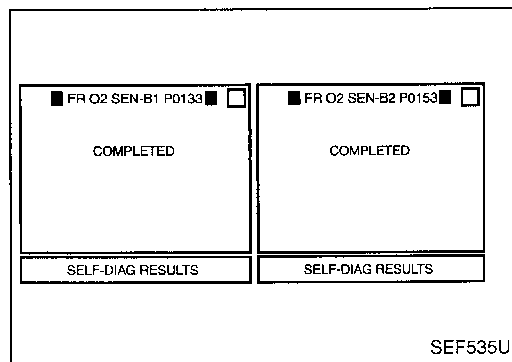 FR O2 SEN-B1 P0133
COMPLETED
SELF-DIAG RESULTS
FR O2 SEN-B2 P0153
COMPLETED
SELF-DIAG RESULTS
SEF535U